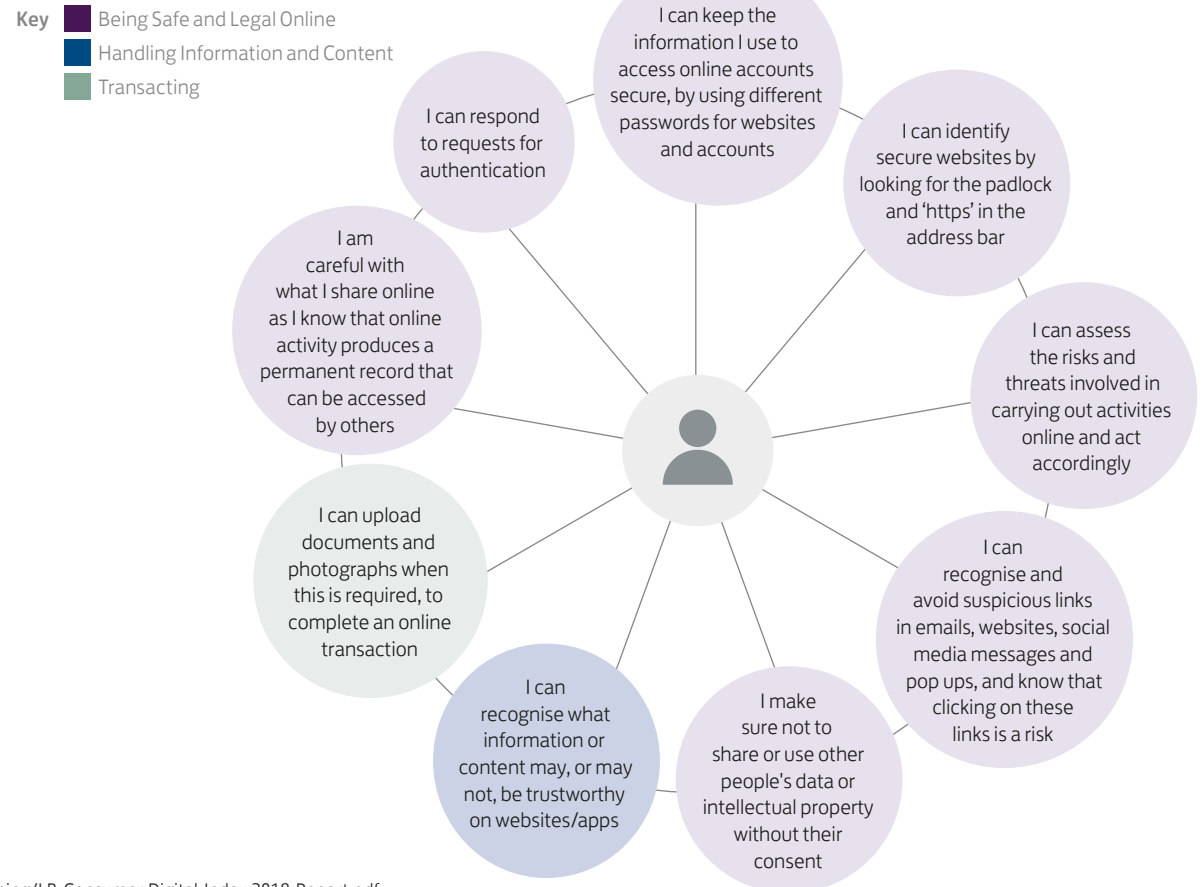 Key
Being Safe and Legal Online
Handling Information and Content
Transacting
I can keep the
information I use to
access online accounts
secure, by using different
passwords for websites
and accounts
I can identify
secure websites by
looking for the padlock
and ‘https’ in the
address bar
I can assess
the risks and
threats involved in
carrying out activities
online and act
accordingly
I can
recognise and
avoid suspicious links
in emails, websites, social
media messages and
pop ups, and know that
clicking on these
links is a risk
I make
sure not to
share or use other
people's data or
intellectual property
without their
consent
I can
recognise what
information or
content may, or may
not, be trustworthy
on websites/apps
I can upload
documents and
photographs when
this is required, to
complete an online
transaction
I am
careful with
what I share online
as I know that online
activity produces a
permanent record that
can be accessed
by others
I can respond
to requests for
authentication